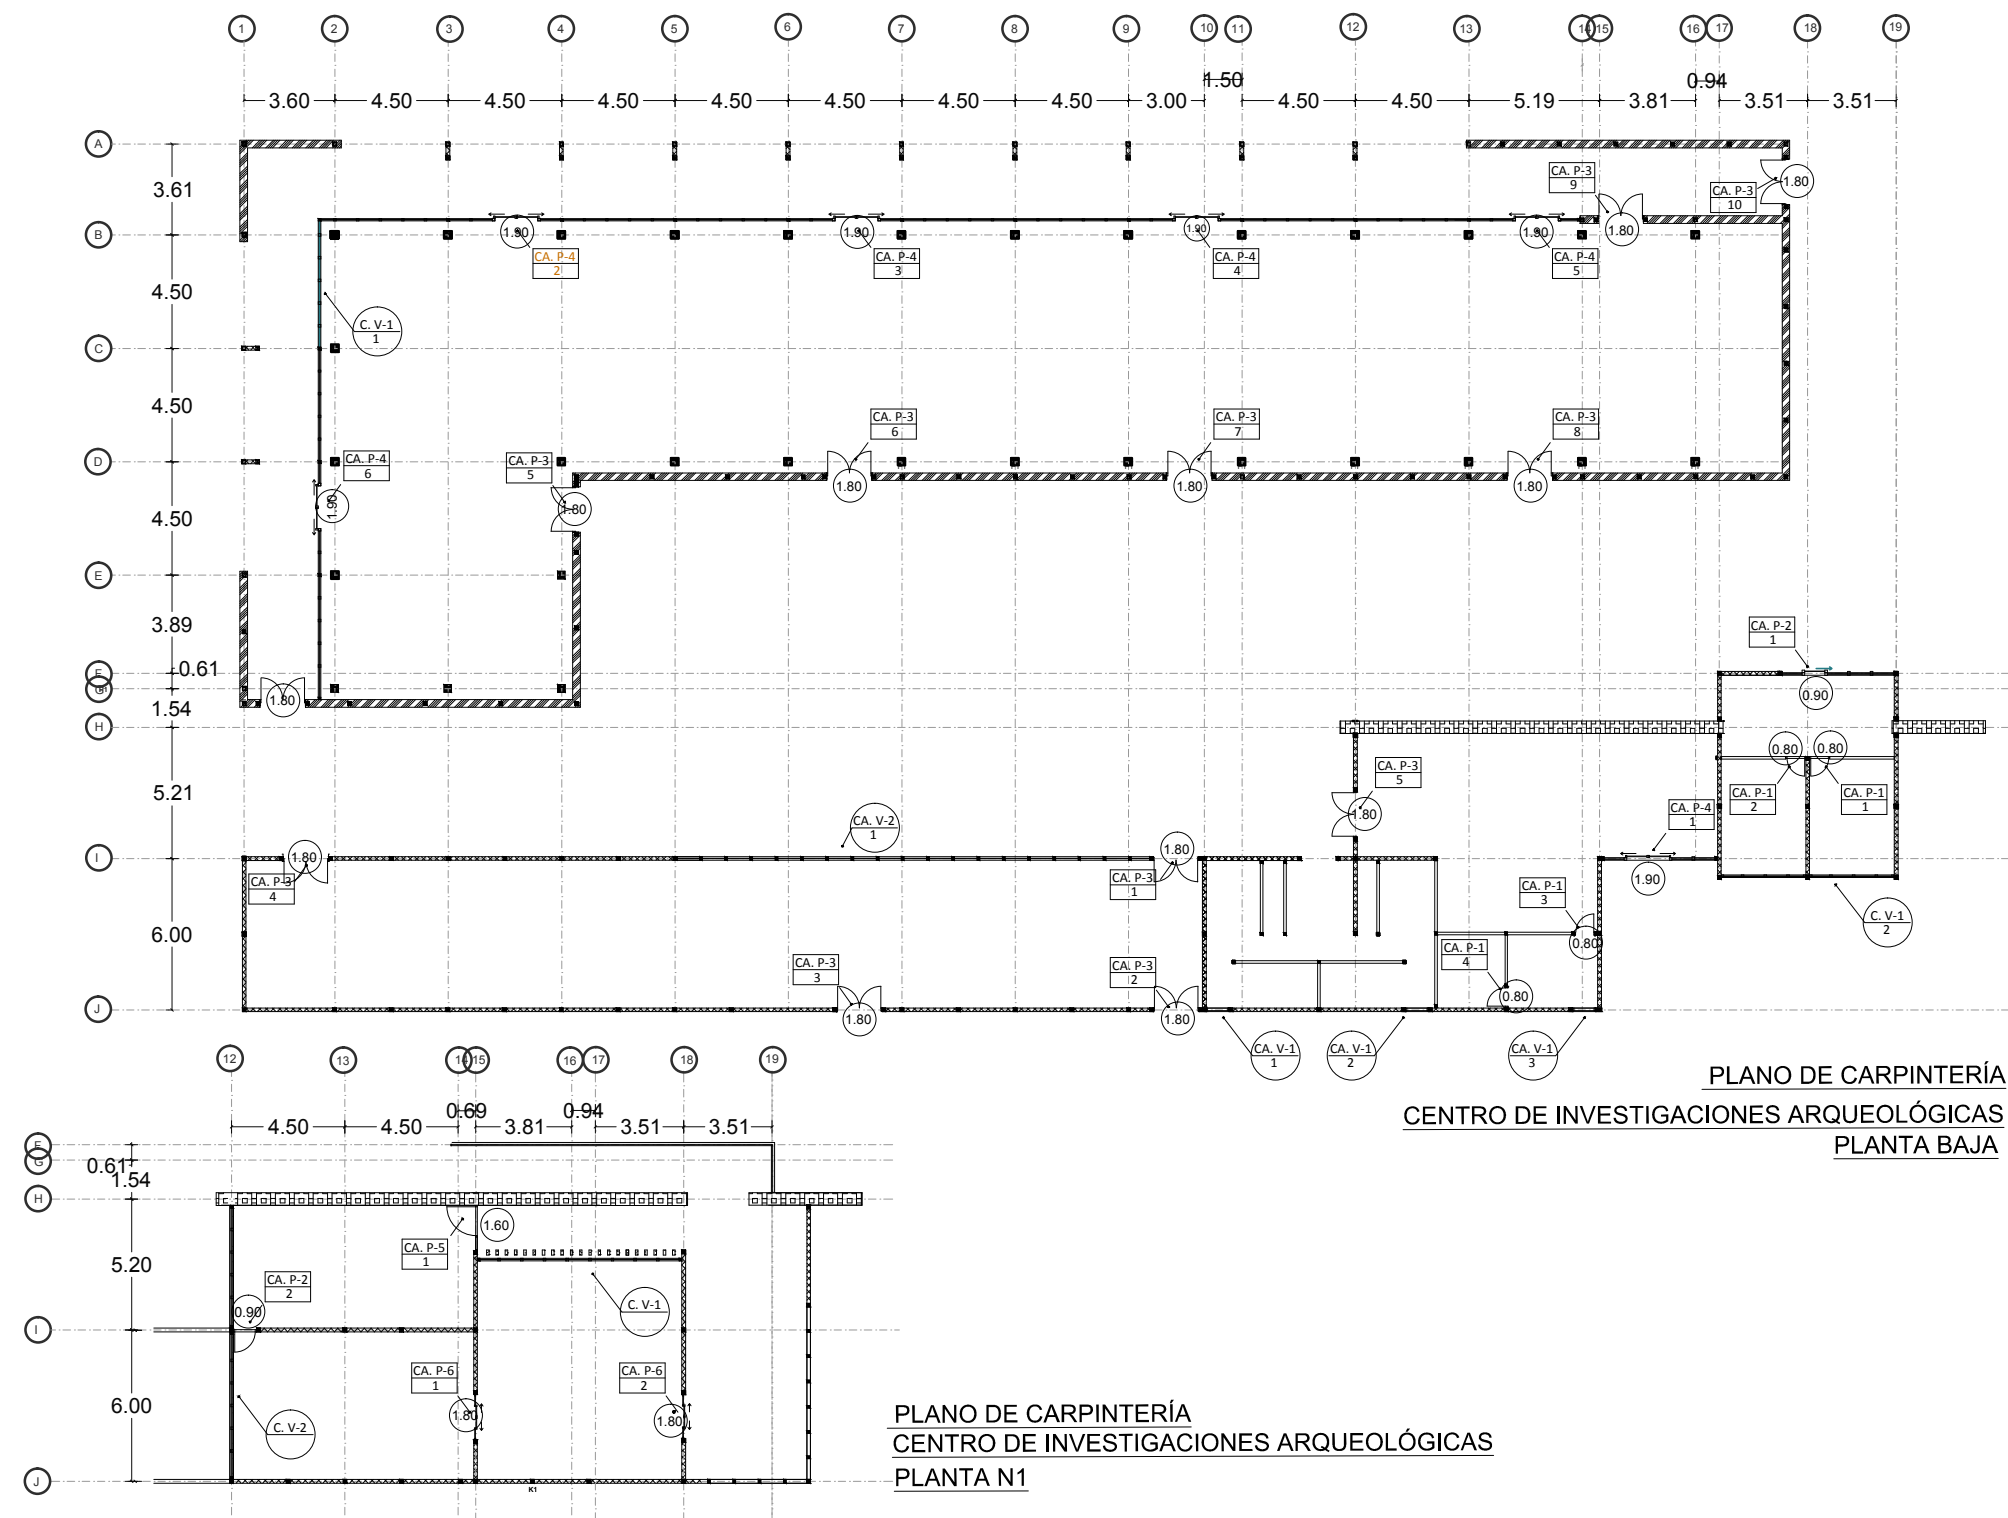 1 2 3 4 5 6 7 8 9 10 11 12 13 14 15 16 17 18 19
1.50 0.94
3.60 4.50 4.50 4.50 4.50 4.50 4.50 4.50 3.00 4.50 4.50 5.19 3.81 3.51 3.51
A
3.61
CA. P-3
9
CA. P-3
10
1.80
B
1.90 1.90 1.90 1.90 1.80
CA. P-4
2
CA. P-4
3
CA. P-4
4
CA. P-4
5
4.50
C. V-1
1
C
4.50
CA. P-3
6
CA. P-3
7
CA. P-3
8
D
CA. P-4
6
CA. P-3
5
1.80 1.80 1.80
1.90
1.80
4.50
E
3.89
CA. P-2
1
0.61
F
G
1.80
0.90
1.54
H
0.80 0.80
CA. P-3
5
5.21
CA. P-1
2
CA. P-1
1
CA. P-4
1
1.80
CA. V-2
1
I
1.80
1.80
CA. P-3
4
CA. P-3
1
1.90
CA. P-1
3
C. V-1
2
6.00
0.80
CA. P-1
4
CA. P-3
3
CA. P-3
2
0.80
J
1.80 1.80
CA. V-1
1
CA. V-1
2
CA. V-1
3
PLANO DE CARPINTERÍA
CENTRO DE INVESTIGACIONES ARQUEOLÓGICAS
PLANTA BAJA
12 13 14 15 16 17 18 19
0.69 0.94
4.50 4.50 3.81 3.51 3.51
F
G
0.61
1.54
H
1.60
CA. P-5
1
5.20
CA. P-2
2
0.90
C. V-1
I
CA. P-6
1
CA. P-6
2
6.00
1.80 1.80
C. V-2
J
K1
PLANO DE CARPINTERÍA
CENTRO DE INVESTIGACIONES ARQUEOLÓGICAS
PLANTA N1